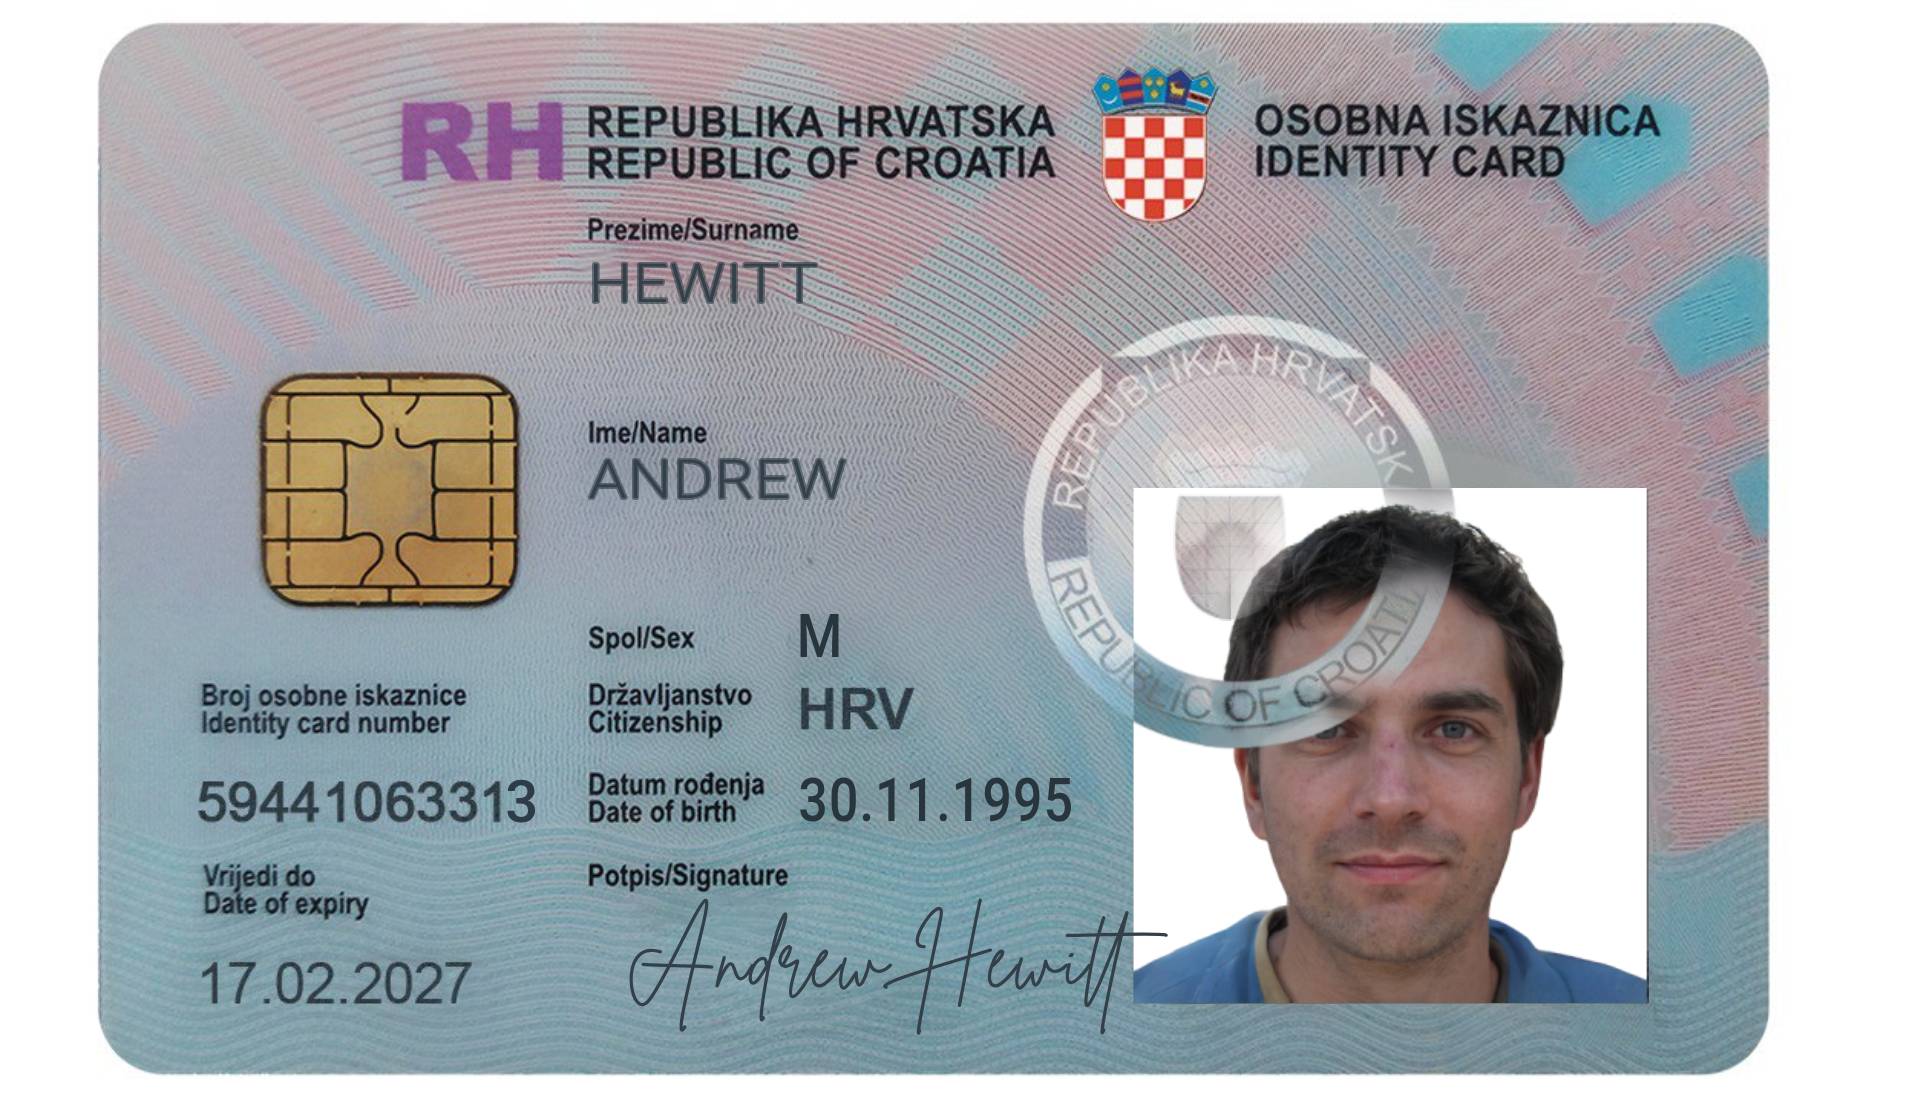 RH
REPUBLIKA HRVATSKA
REPUBLIC OF CROATIA
OSOBNA ISKAZNICA
IDENTITY CARD
Prezime/Surname
HEWITT
Ime/Name
ANDREW
REPUBLIKA HRVATSK
REPUBLIC OF CROATI
Spol/Sex
M
Državljanstvo
Citizenship
HRV
Broj osobne iskaznice
Identity card number
59441063313
Datum rođenja
Date of birth
30.11.1995
Vrijedi do
Date of expiry
17.02.2027
Potpis/Signature
Andrew Hewitt